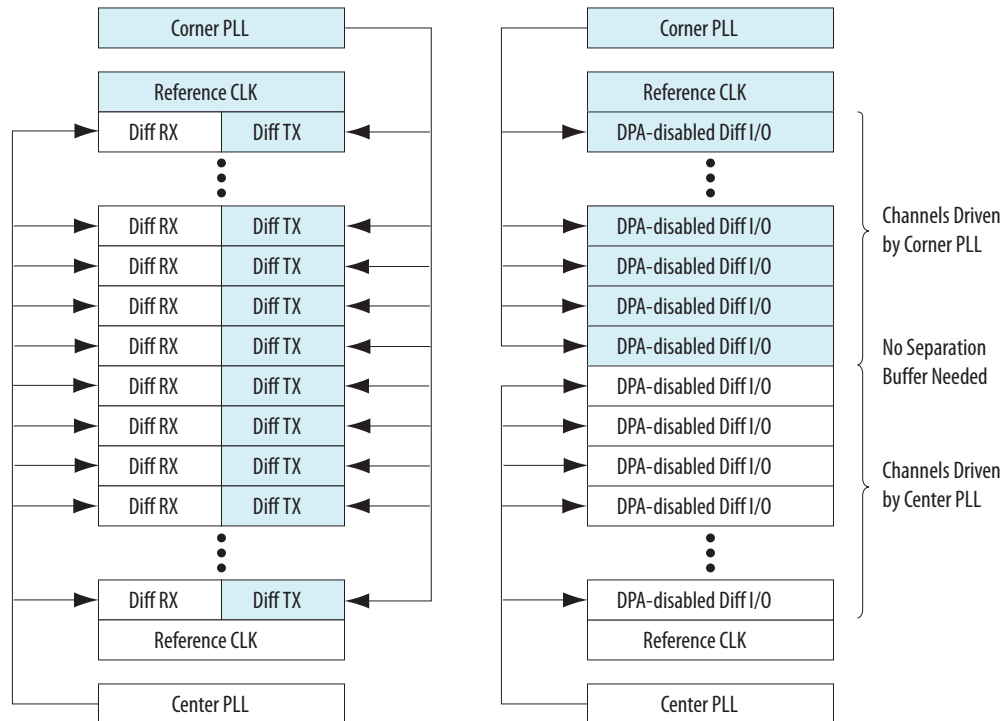 Corner PLL
Reference CLK
Diff RX Diff TX
Diff RX Diff TX
Diff RX Diff TX
Diff RX Diff TX
Diff RX Diff TX
Diff RX Diff TX
Diff RX Diff TX
Diff RX Diff TX
Diff RX Diff TX
Diff RX Diff TX
Reference CLK
Center PLL
Corner PLL
Reference CLK
DPA-disabled Diff I/O
DPA-disabled Diff I/O
DPA-disabled Diff I/O
DPA-disabled Diff I/O
DPA-disabled Diff I/O
DPA-disabled Diff I/O
DPA-disabled Diff I/O
DPA-disabled Diff I/O
DPA-disabled Diff I/O
DPA-disabled Diff I/O
Reference CLK
Center PLL
Channels Driven
by Corner PLL
No Separation
Buffer Needed
Channels Driven
by Center PLL